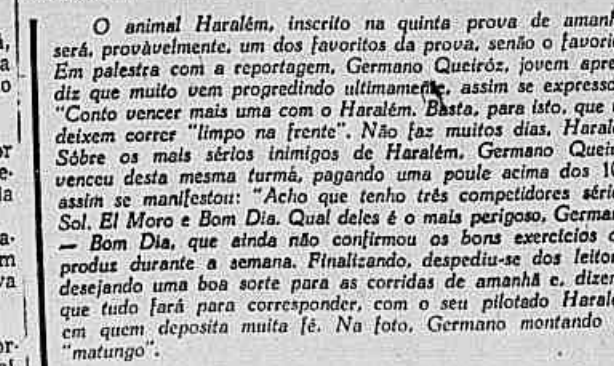 O animal Haralém, inscrito na quinta prova de amanh
será, provàvelmente, um dos favoritos da prova, senão o favori
Em palestra com a reportagem, Germano Queiróz, jovem apre
diz que muito vem progredindo ultimamente, assim se expresso
"Conto vencer mais uma com o Haralém. Basta, para isto, que
deixem correr "limpo na frente". Não faz muitos dias, Haral
Sôbre os mais sérios inimigos de Haralém, Germano Quei
venceu desta mesma turma, pagando uma poule acima dos 10
assim se manifestou: "Acho que tenho três competidores séri
Sol, El Moro e Bom Dia. Qual deles é o mais perigoso, German
— Bom Dia, que ainda não confirmou os bons exercícios
produz durante a semana. Finalizando, despediu-se dos leitor
desejando uma boa sorte para as corridas de amanhã e, dizen
que tudo fará para corresponder, com o seu pilotado Haral
em quem deposita muita fé. Na foto, Germano montando
"matungo".